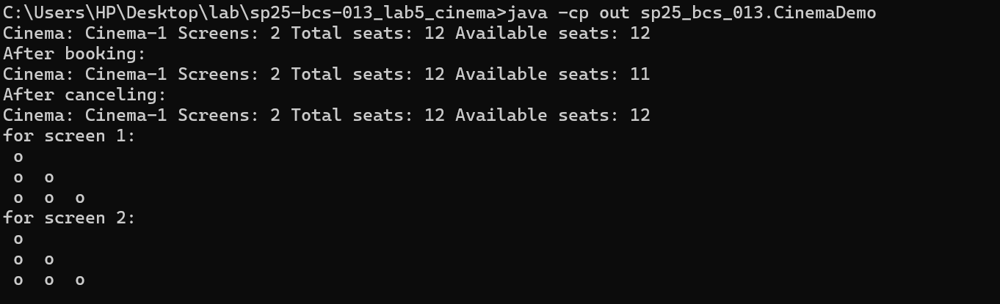 C:\Users\HP\Desktop\lab\sp25-bcs-013_lab5_cinema>java -cp out sp25_bcs_013.CinemaDemo
Cinema: Cinema-1 Screens: 2 Total seats: 12 Available seats: 12
After booking:
Cinema: Cinema-1 Screens: 2 Total seats: 12 Available seats: 11
After canceling:
Cinema: Cinema-1 Screens: 2 Total seats: 12 Available seats: 12
for screen 1:
 o
 o  o
 o  o  o
for screen 2:
 o
 o  o
 o  o  o